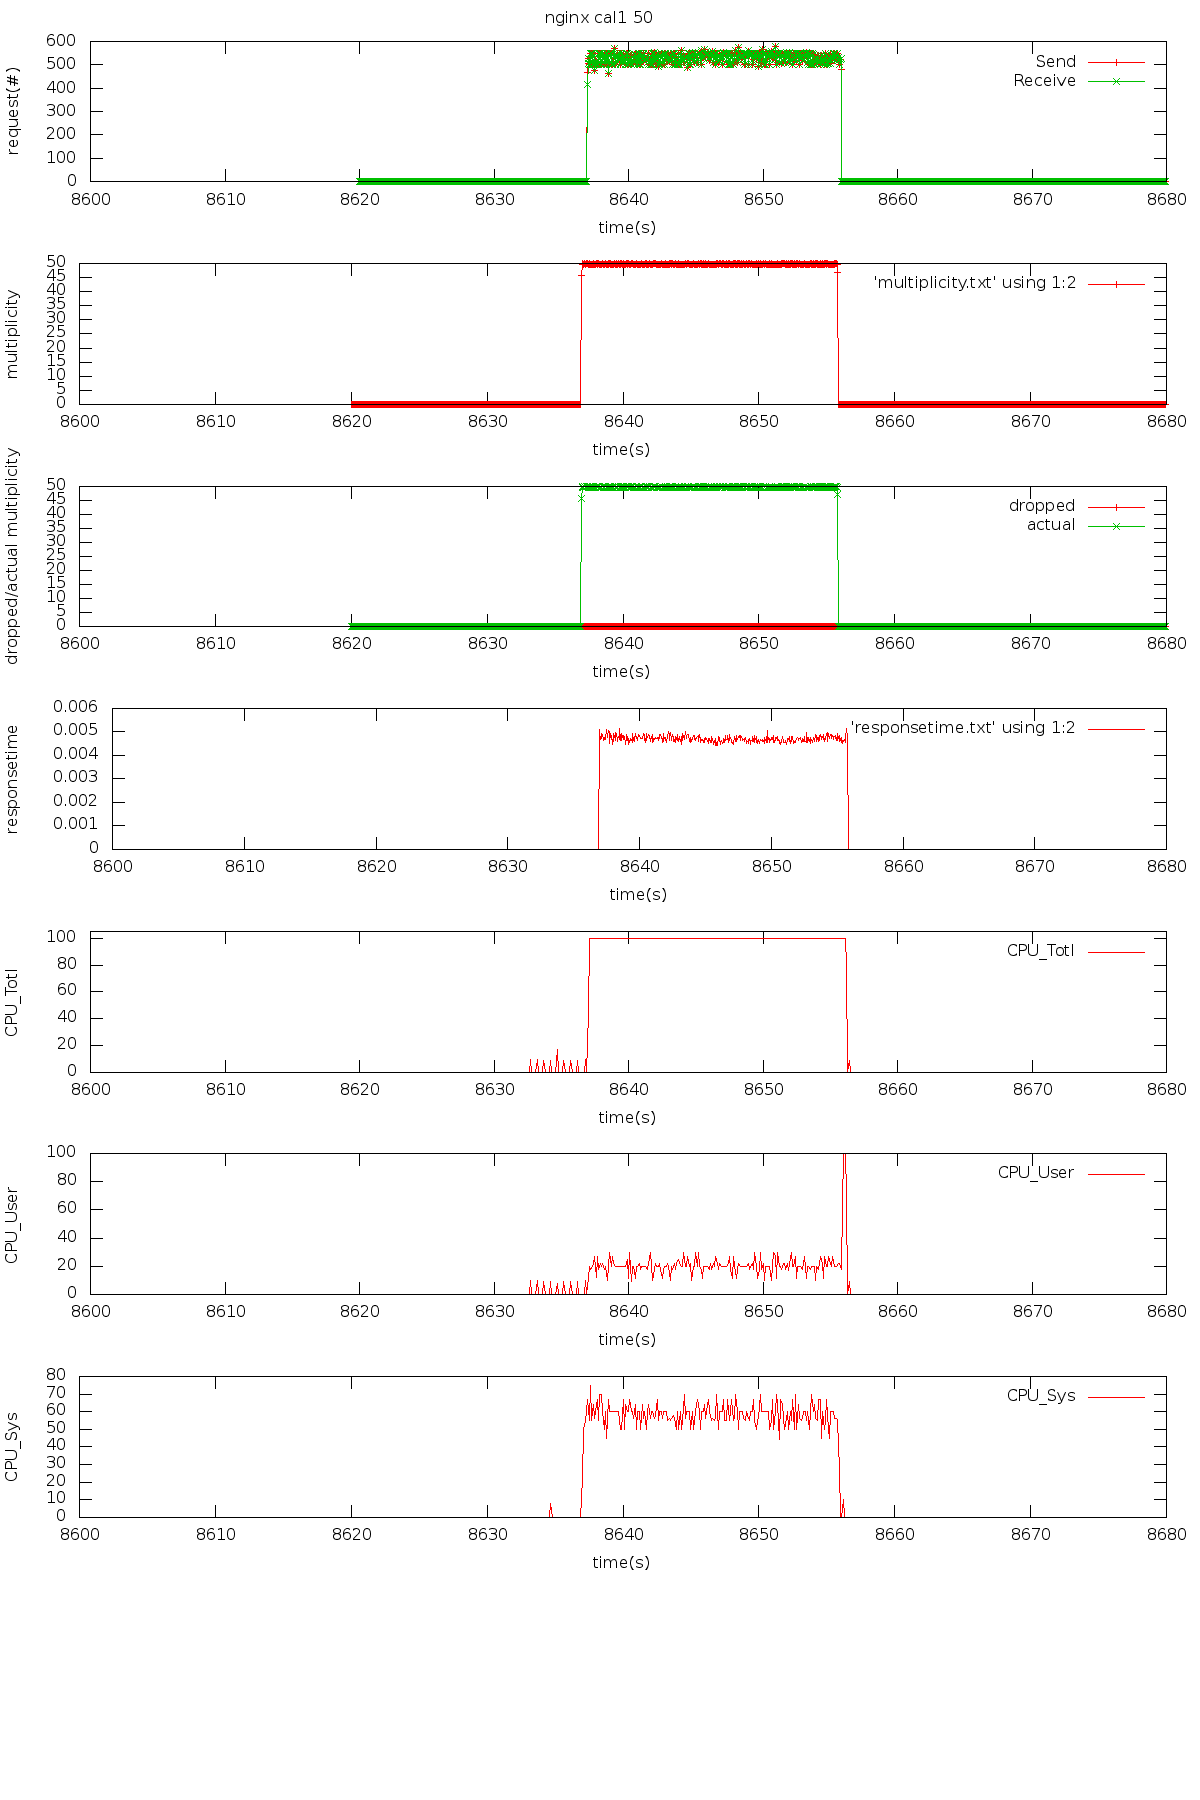 nginx cal1 50
600
500
400
300
200
100
0
request(#)
Send
Receive
8600 8610 8620 8630 8640 8650 8660 8670 8680
time(s)
50
45
40
35
30
25
20
15
10
5
0
multiplicity
'multiplicity.txt' using 1:2
8600 8610 8620 8630 8640 8650 8660 8670 8680
time(s)
50
45
40
35
30
25
20
15
10
5
0
dropped/actual multiplicity
dropped
actual
8600 8610 8620 8630 8640 8650 8660 8670 8680
time(s)
0.006
0.005
0.004
0.003
0.002
0.001
0
responsetime
'responsetime.txt' using 1:2
8600 8610 8620 8630 8640 8650 8660 8670 8680
time(s)
100
80
60
40
20
0
CPU_Totl
CPU_Totl
8600 8610 8620 8630 8640 8650 8660 8670 8680
time(s)
100
80
60
40
20
0
CPU_User
CPU_User
8600 8610 8620 8630 8640 8650 8660 8670 8680
time(s)
80
70
60
50
40
30
20
10
0
CPU_Sys
CPU_Sys
8600 8610 8620 8630 8640 8650 8660 8670 8680
time(s)